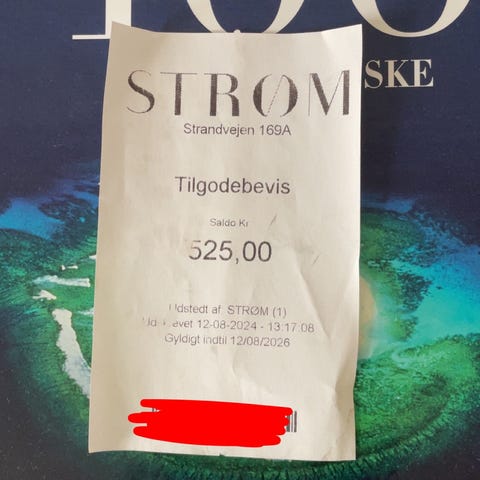 100
SKE
STRØM
Strandvejen 169A
Tilgodebevis
Saldo Kr
525,00
Udstedt af STRØM (1)
12-08-2024 - 13:17:08
Gyldigt indtil 12/08/2026